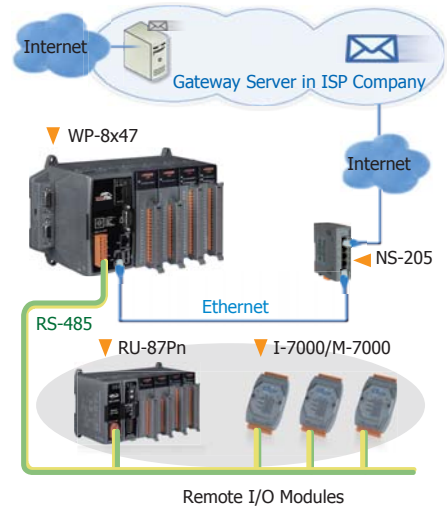 Internet
Gateway Server in ISP Company
WP-8x47
Internet
NS-205
Ethernet
RS-485
RU-87Pn
I-7000/M-7000
Remote I/O Modules